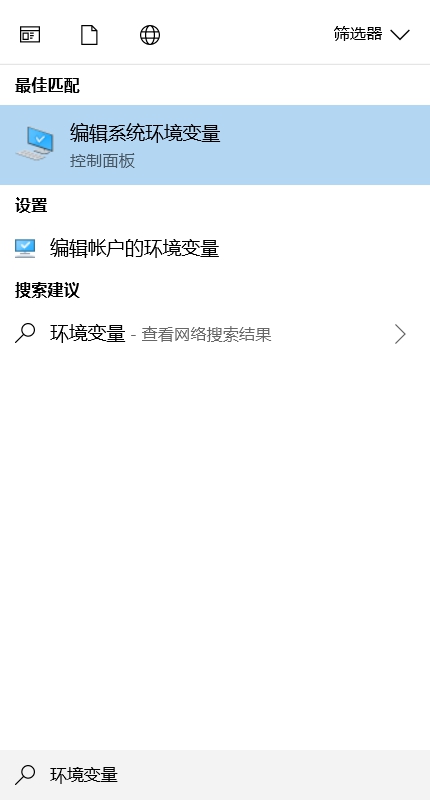 筛选器
最佳匹配
编辑系统环境变量
控制面板
设置
编辑帐户的环境变量
搜索建议
环境变量 - 查看网络搜索结果
环境变量